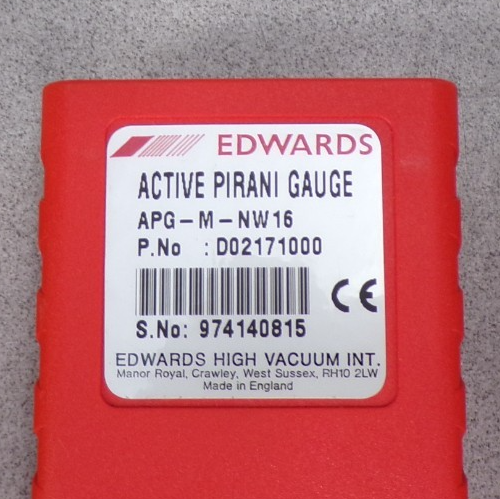 EDWARDS
ACTIVE PIRANI GAUGE
APG-M-NW16
P.No : D02171000
CE
S.No: 974140815
EDWARDS HIGH VACUUM INT.
Manor Royal, Crawley, West Sussex, RH10 2LW
Made in England